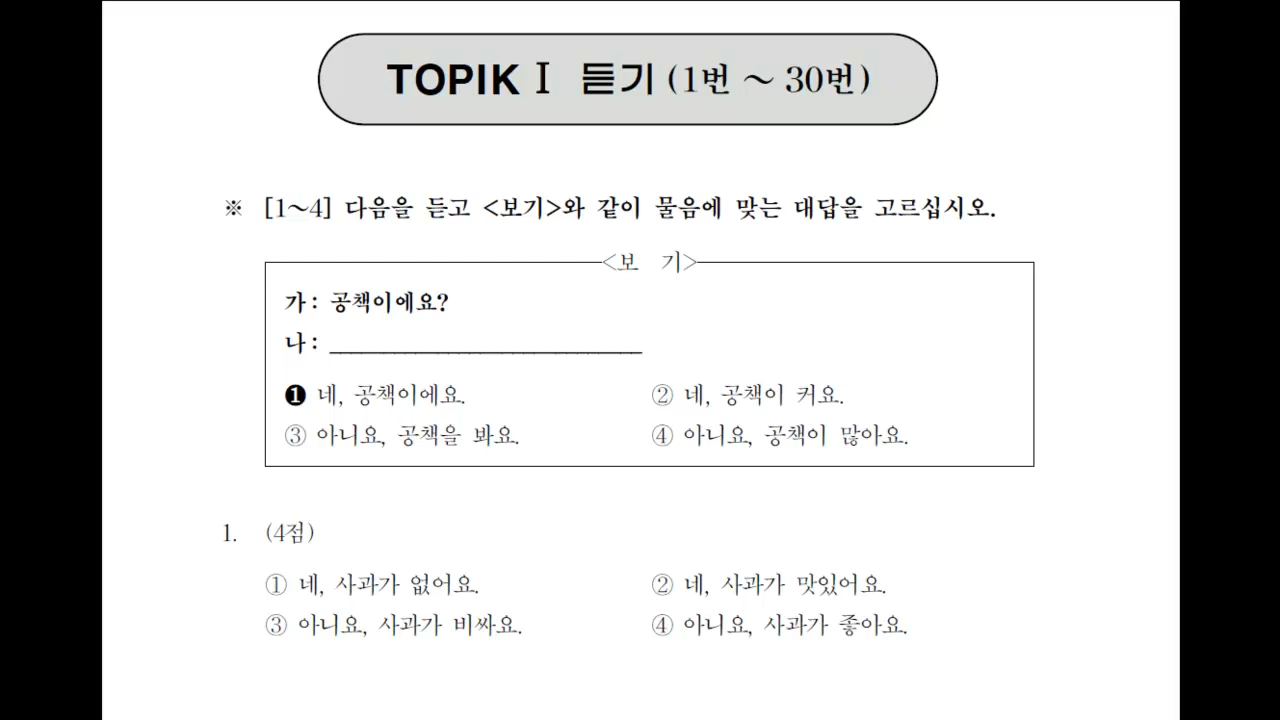 TOPIK Ⅰ 듣기 (1번 ～ 30번)
※ [1～4] 다음을 듣고 <보기>와 같이 물음에 맞는 대답을 고르십시오.
<보 기>
가: 공책이에요?
나: ____________________________
❶ 네, 공책이에요. ② 네, 공책이 커요.
③ 아니요, 공책을 봐요. ④ 아니요, 공책이 많아요.
1. (4점)
① 네, 사과가 없어요. ② 네, 사과가 맛있어요.
③ 아니요, 사과가 비싸요. ④ 아니요, 사과가 좋아요.